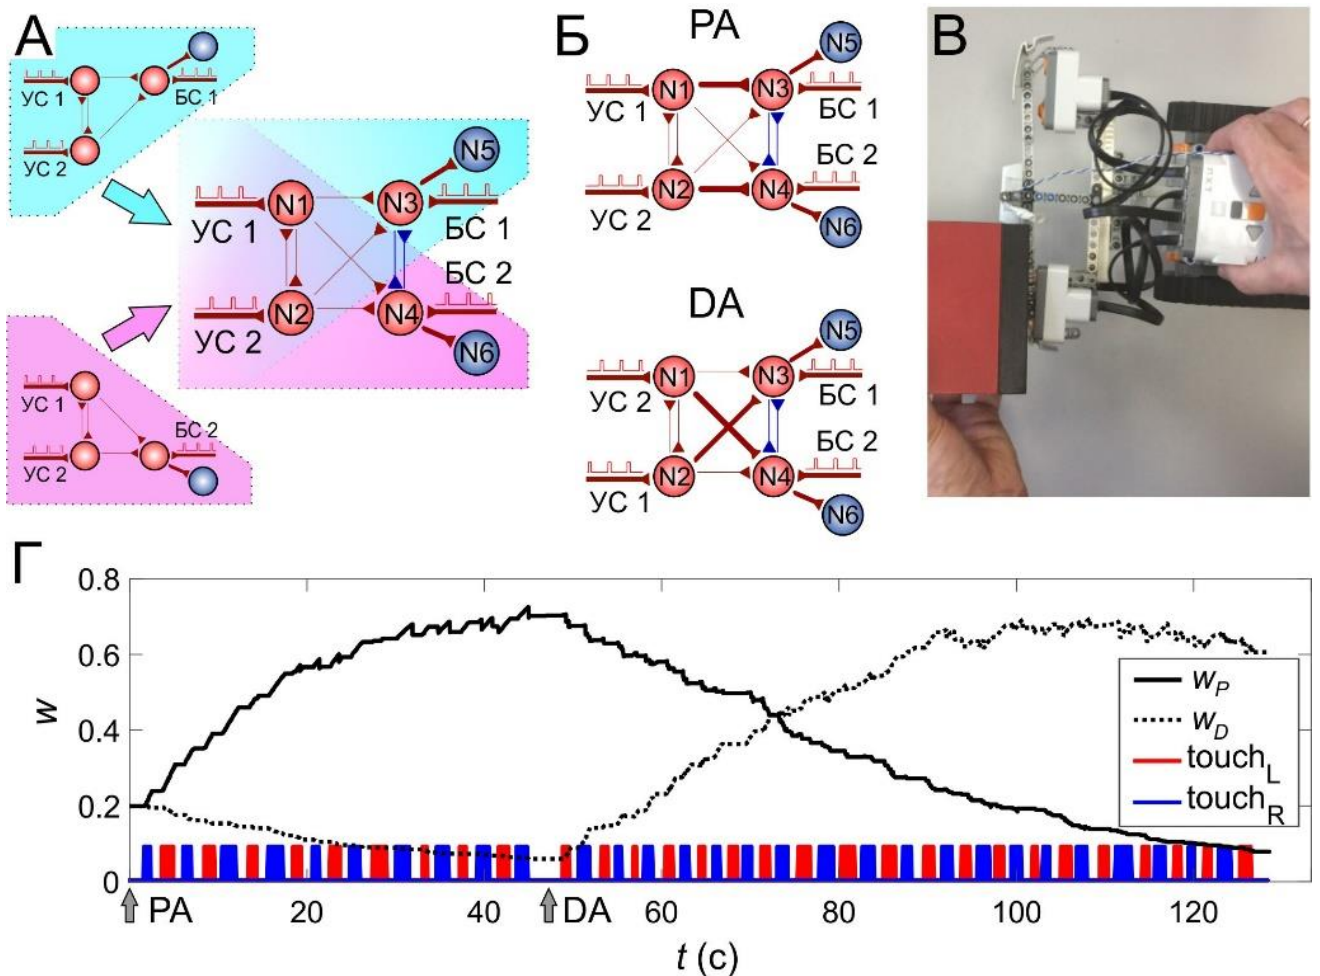 А
УС 1
БС 1
УС 2
N1
N3
N5
УС 1
БС 1
БС 2
N2
N4
УС 2
N6
УС 1
БС 2
УС 2
Б
PA
N5
N1
N3
УС 1
БС 1
БС 2
N2
N4
УС 2
N6
DA
N5
N1
N3
УС 2
БС 1
БС 2
N2
N4
УС 1
N6
В
NXT
Г
0.8
0.6
0.4
0.2
0
w
w_P
w_D
touch_L
touch_R
PA
20
40
DA
60
80
100
120
t (c)